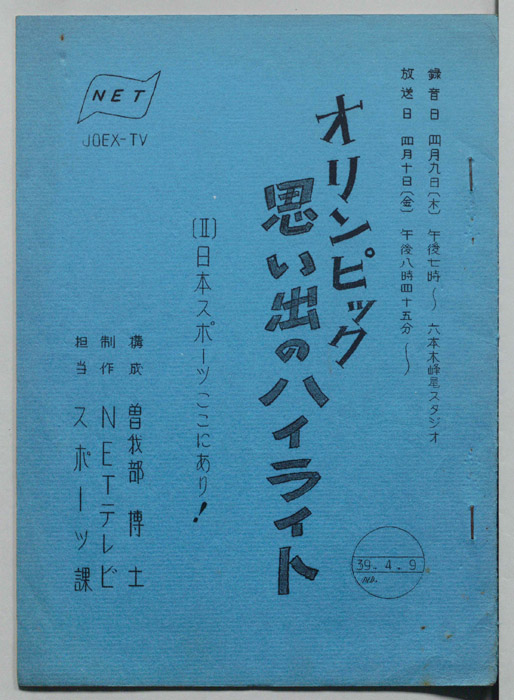 録音日 四月九日(木) 午後七時〜 六本木峰尾スタジオ
放送日 四月十日(金) 午後八時四十五分〜
オリンピック
思い出のハイライト
(II)日本スポーツここにあり!
構成 曽我部 博士
制作 NETテレビ
担当 スポーツ課
NET
JOEX-TV
39.4.9